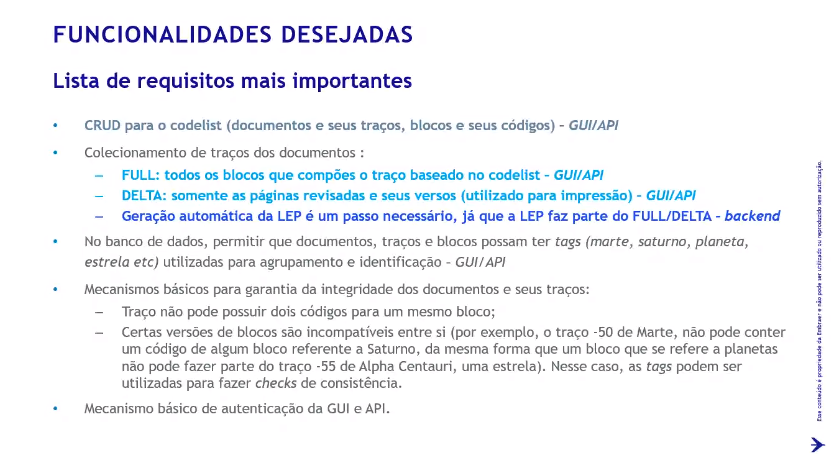 FUNCIONALIDADES DESEJADAS
Lista de requisitos mais importantes
• CRUD para o codelist (documentos e seus traços, blocos e seus códigos) – GUI/API
• Colecionamento de traços dos documentos :
– FULL: todos os blocos que compões o traço baseado no codelist – GUI/API
– DELTA: somente as páginas revisadas e seus versos (utilizado para impressão) – GUI/API
– Geração automática da LEP é um passo necessário, já que a LEP faz parte do FULL/DELTA – backend
• No banco de dados, permitir que documentos, traços e blocos possam ter tags (marte, saturno, planeta,
estrela etc) utilizadas para agrupamento e identificação – GUI/API
• Mecanismos básicos para garantia da integridade dos documentos e seus traços:
– Traço não pode possuir dois códigos para um mesmo bloco;
– Certas versões de blocos são incompatíveis entre si (por exemplo, o traço -50 de Marte, não pode conter
um código de algum bloco referente a Saturno, da mesma forma que um bloco que se refere a planetas
não pode fazer parte do traço -55 de Alpha Centauri, uma estrela). Nesse caso, as tags podem ser
utilizadas para fazer checks de consistência.
• Mecanismo básico de autenticação da GUI e API.
Esse conteúdo é propriedade da Embraer e não pode ser utilizado ou reproduzido sem autorização.